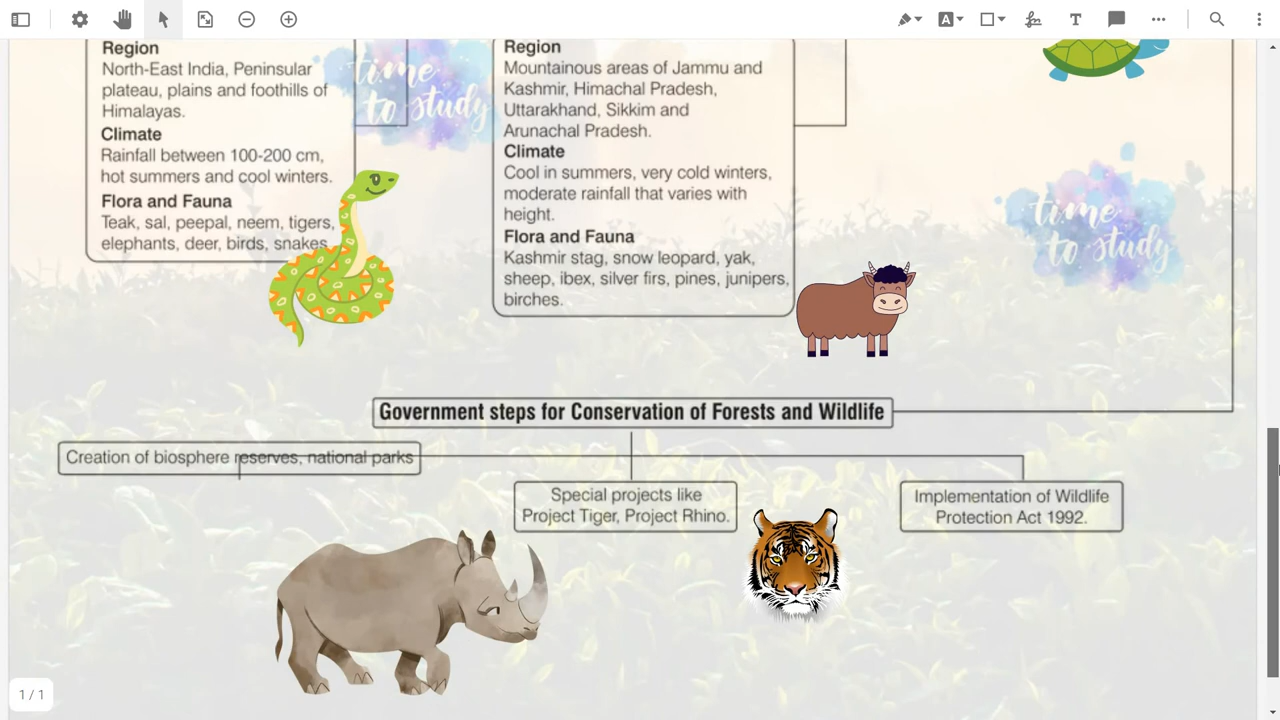 Region
North-East India, Peninsular
plateau, plains and foothills of
Himalayas.
Climate
Rainfall between 100-200 cm,
hot summers and cool winters.
Flora and Fauna
Teak, sal, peepal, neem, tigers,
elephants, deer, birds, snakes
time
to study
Region
Mountainous areas of Jammu and
Kashmir, Himachal Pradesh,
Uttarakhand, Sikkim and
Arunachal Pradesh.
Climate
Cool in summers, very cold winters,
moderate rainfall that varies with
height.
Flora and Fauna
Kashmir stag, snow leopard, yak,
sheep, ibex, silver firs, pines, junipers,
birches.
time
to study
Government steps for Conservation of Forests and Wildlife
Creation of biosphere reserves, national parks
Special projects like
Project Tiger, Project Rhino.
Implementation of Wildlife
Protection Act 1992.
1 / 1